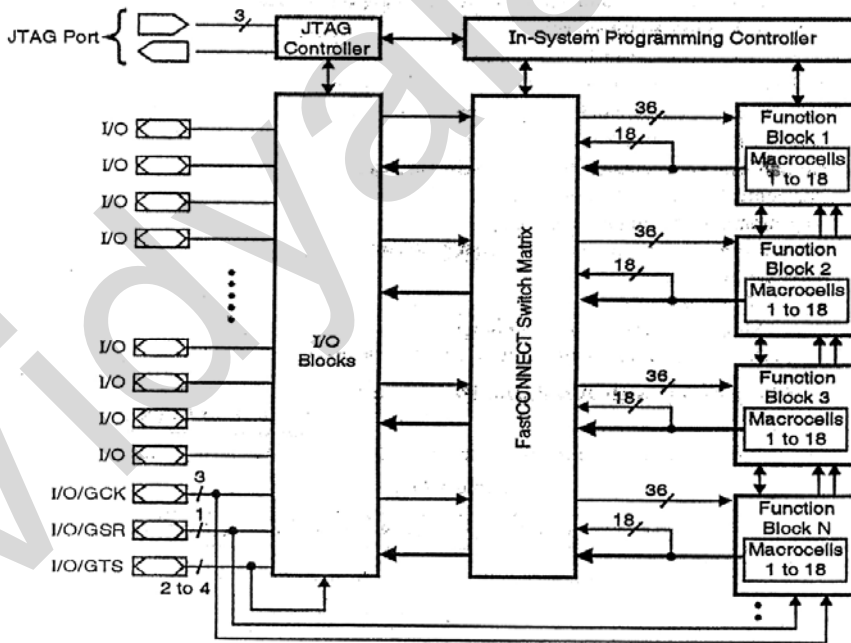 JTAG Port
3
JTAG
Controller
In-System Programming Controller
I/O
I/O
I/O
I/O
I/O
I/O
I/O
I/O
I/O/GCK
3
I/O/GSR
1
I/O/GTS
2 to 4
I/O
Blocks
FastCONNECT Switch Matrix
36
18
Function
Block 1
Macrocells
1 to 18
36
18
Function
Block 2
Macrocells
1 to 18
36
18
Function
Block 3
Macrocells
1 to 18
36
18
Function
Block N
Macrocells
1 to 18